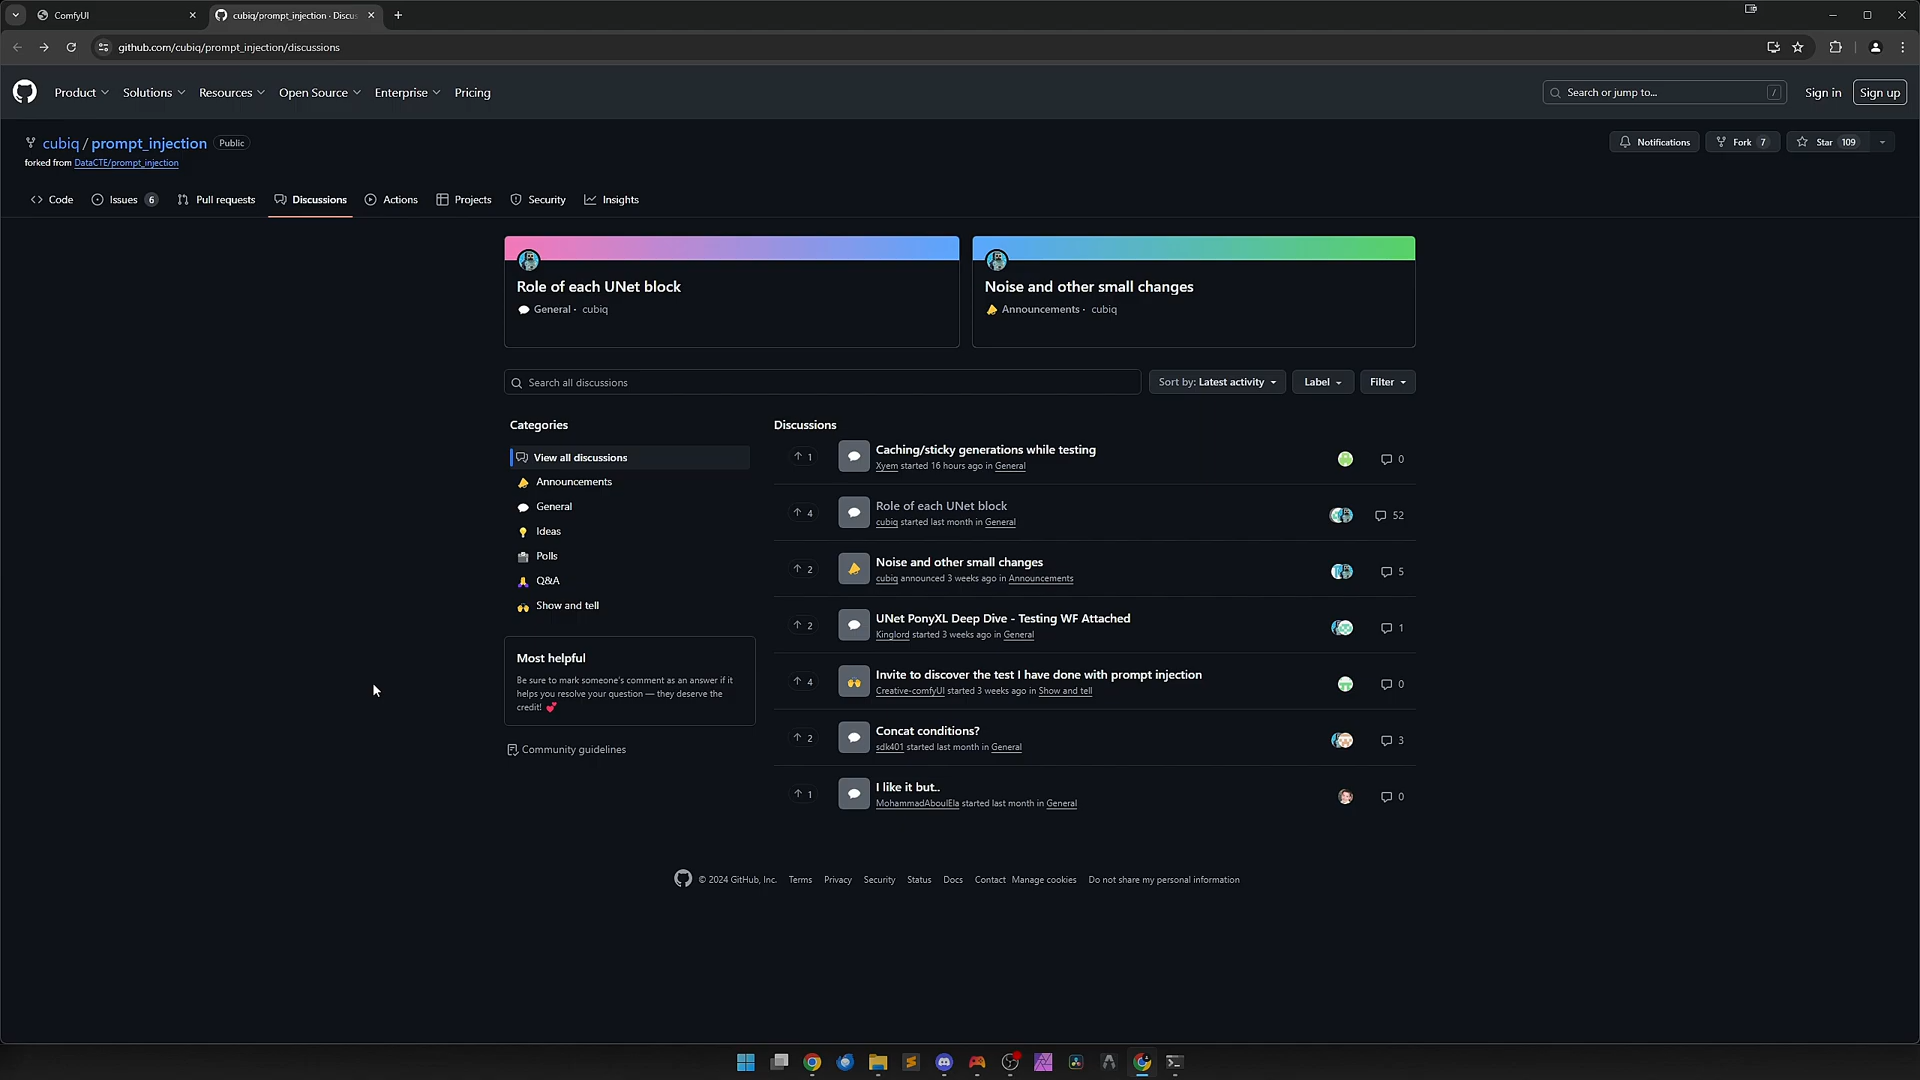 ComfyUI
cubiq/prompt_injection · Discus
github.com/cubiq/prompt_injection/discussions
Product Solutions Resources Open Source Enterprise Pricing
Search or jump to... /
Sign in
Sign up
cubiq / prompt_injection Public
forked from DataCTE/prompt_injection
Notifications
Fork 7
Star 109
Code
Issues 6
Pull requests
Discussions
Actions
Projects
Security
Insights
Role of each UNet block
General · cubiq
Noise and other small changes
Announcements · cubiq
Search all discussions
Sort by: Latest activity
Label
Filter
Categories
View all discussions
Announcements
General
Ideas
Polls
Q&A
Show and tell
Most helpful
Be sure to mark someone's comment as an answer if it
helps you resolve your question — they deserve the
credit! 💕
Community guidelines
Discussions
1 Caching/sticky generations while testing 0
Xyem started 16 hours ago in General
4 Role of each UNet block 52
cubiq started last month in General
2 Noise and other small changes 5
cubiq announced 3 weeks ago in Announcements
2 UNet PonyXL Deep Dive - Testing WF Attached 1
Kinglord started 3 weeks ago in General
4 Invite to discover the test I have done with prompt injection 0
Creative-comfyUI started 3 weeks ago in Show and tell
2 Concat conditions? 3
sdk401 started last month in General
1 I like it but.. 0
MohammadAboulEla started last month in General
© 2024 GitHub, Inc. Terms Privacy Security Status Docs Contact Manage cookies Do not share my personal information